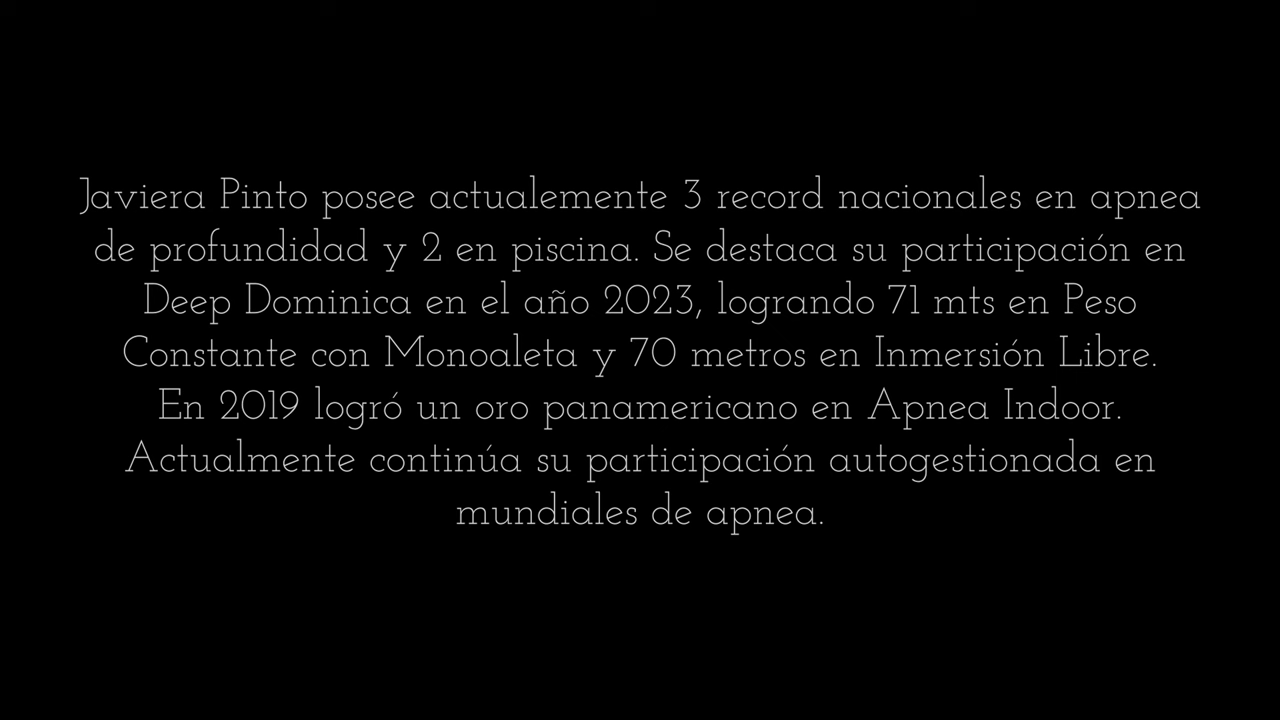 Javiera Pinto posee actualemente 3 record nacionales en apnea
de profundidad y 2 en piscina. Se destaca su participación en
Deep Dominica en el año 2023, logrando 71 mts en Peso
Constante con Monoaleta y 70 metros en Inmersión Libre.
En 2019 logró un oro panamericano en Apnea Indoor.
Actualmente continúa su participación autogestionada en
mundiales de apnea.